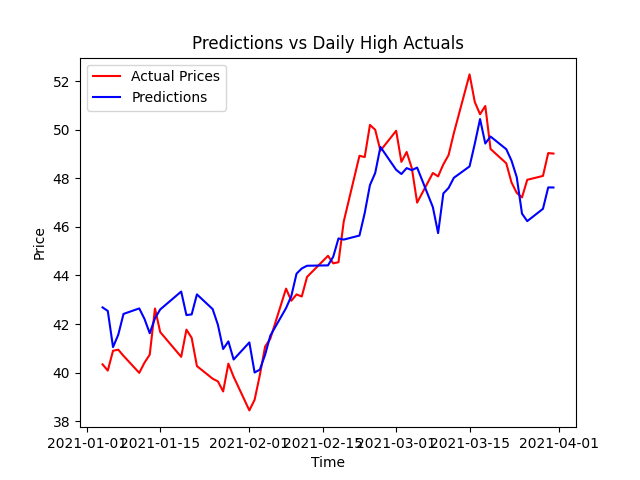 Predictions vs Daily High Actuals
Actual Prices
Predictions
52
50
48
46
44
42
40
38
Price
2021-01-01 2021-01-15 2021-02-01 2021-02-15 2021-03-01 2021-03-15 2021-04-01
Time